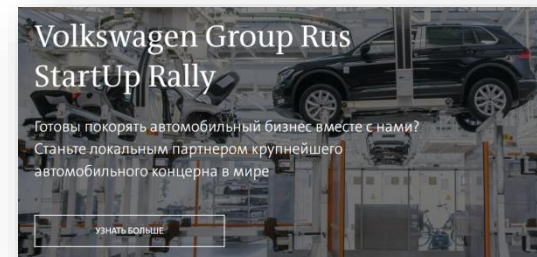 Volkswagen Group Rus
StartUp Rally
Готовы покорять автомобильный бизнес вместе с нами?
Станьте локальным партнером крупнейшего
автомобильного концерна в мире
УЗНАТЬ БОЛЬШЕ